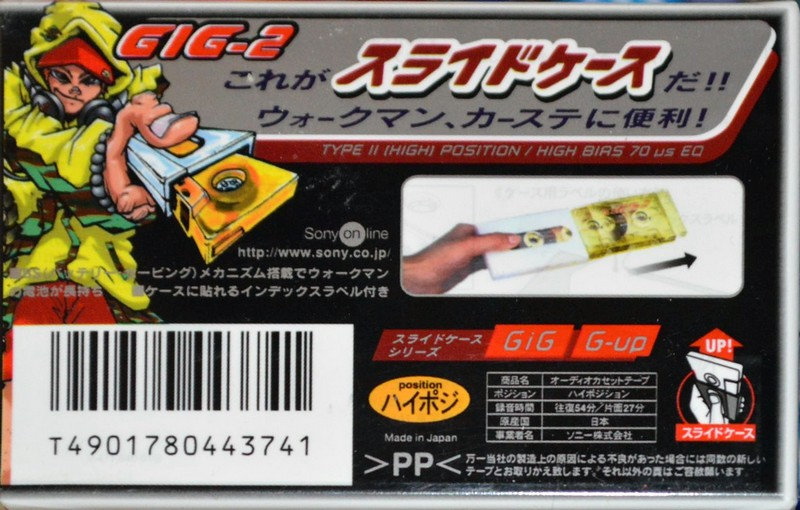 GIG-2
これが スライドケース だ!!
ウォークマン、カーステに便利!
TYPE II (HIGH) POSITION / HIGH BIAS 70 µs EQ
Sony on line
http://www.sony.co.jp/
メカニズム搭載でウォークマン
の電池が長持ち ■ケースに貼れるインデックスラベル付き
スライドケース
シリーズ
GiG G-up
UP!
スライドケース
position
ハイポジ
Made in Japan
商品名 オーディオカセットテープ
ポジション ハイポジション
録音時間 往復54分/片面27分
原産国 日本
事業者名 ソニー株式会社
T4901780443741
>PP<
万一当社の製造上の原因による不良があった場合には同数の新しい
テープとお取りかえ致します。それ以外の責はご容赦願います